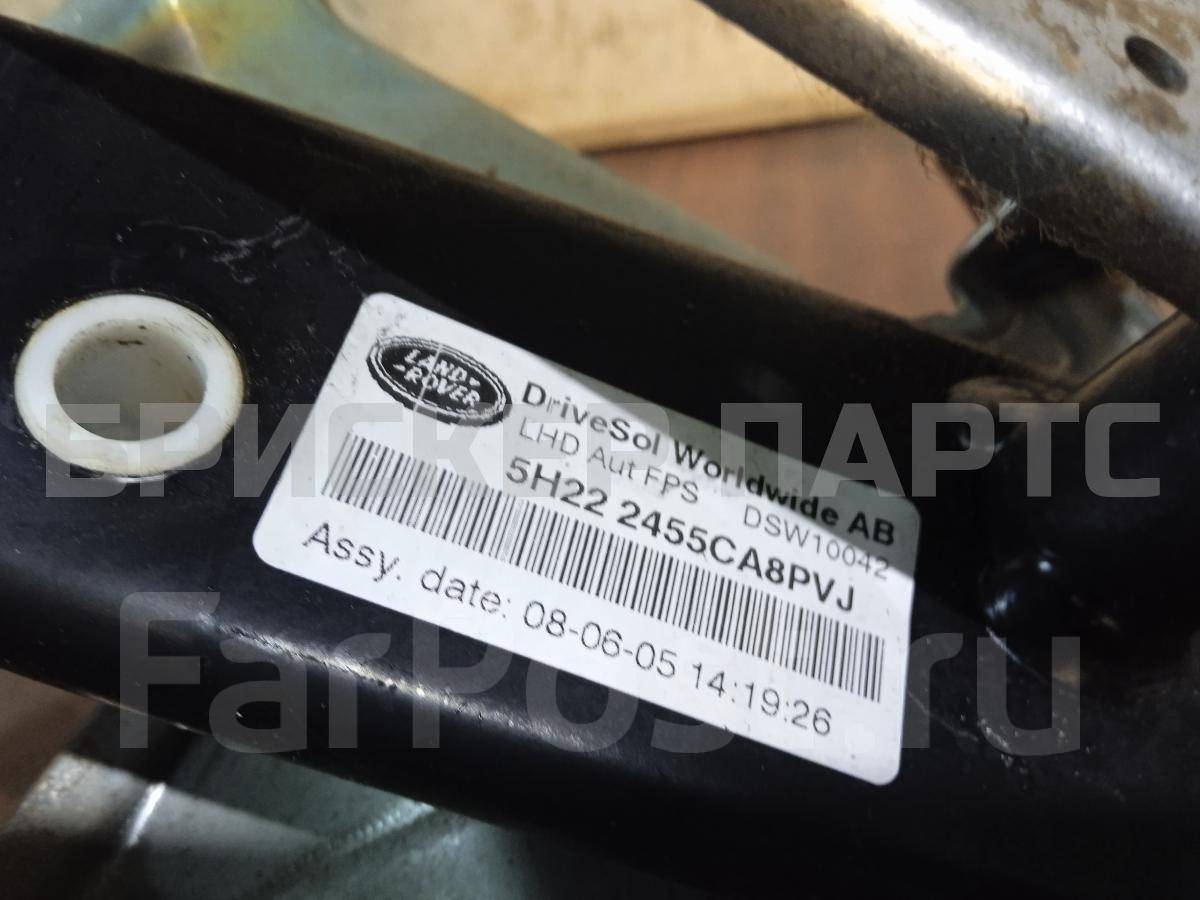 LAND
ROVER
DriveSol Worldwide AB
LHD Aut FPS DSW10042
5H22 2455CA8PVJ
Assy. date: 08-06-05 14:19:26
БРИСКЕР ПАРТС
FarPost.ru